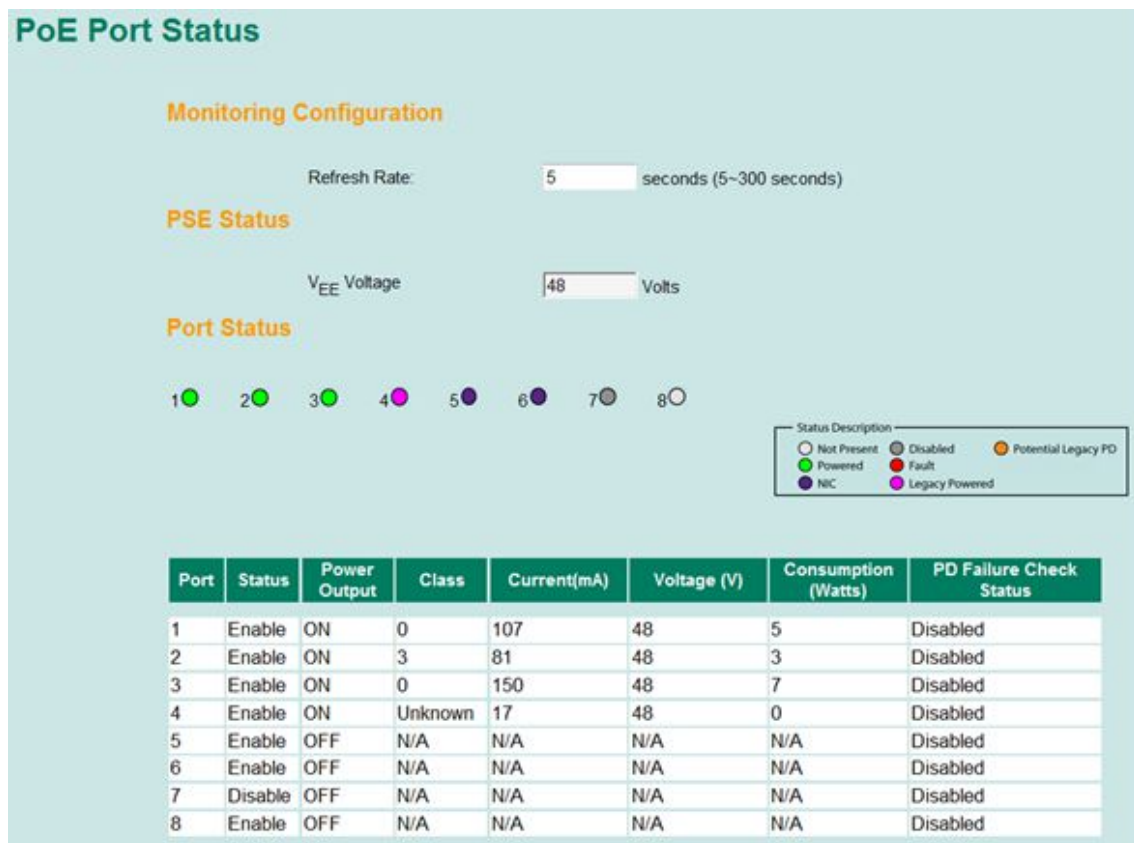 PoE Port Status
Monitoring Configuration
Refresh Rate: 5 seconds (5~300 seconds)
PSE Status
VEE Voltage 48 Volts
Port Status
1 2 3 4 5 6 7 8
Status Description
Not Present Disabled Potential Legacy PD
Powered Fault
NIC Legacy Powered
Port Status Power Output Class Current(mA) Voltage (V) Consumption (Watts) PD Failure Check Status
1 Enable ON 0 107 48 5 Disabled
2 Enable ON 3 81 48 3 Disabled
3 Enable ON 0 150 48 7 Disabled
4 Enable ON Unknown 17 48 0 Disabled
5 Enable OFF N/A N/A N/A N/A Disabled
6 Enable OFF N/A N/A N/A N/A Disabled
7 Disable OFF N/A N/A N/A N/A Disabled
8 Enable OFF N/A N/A N/A N/A Disabled